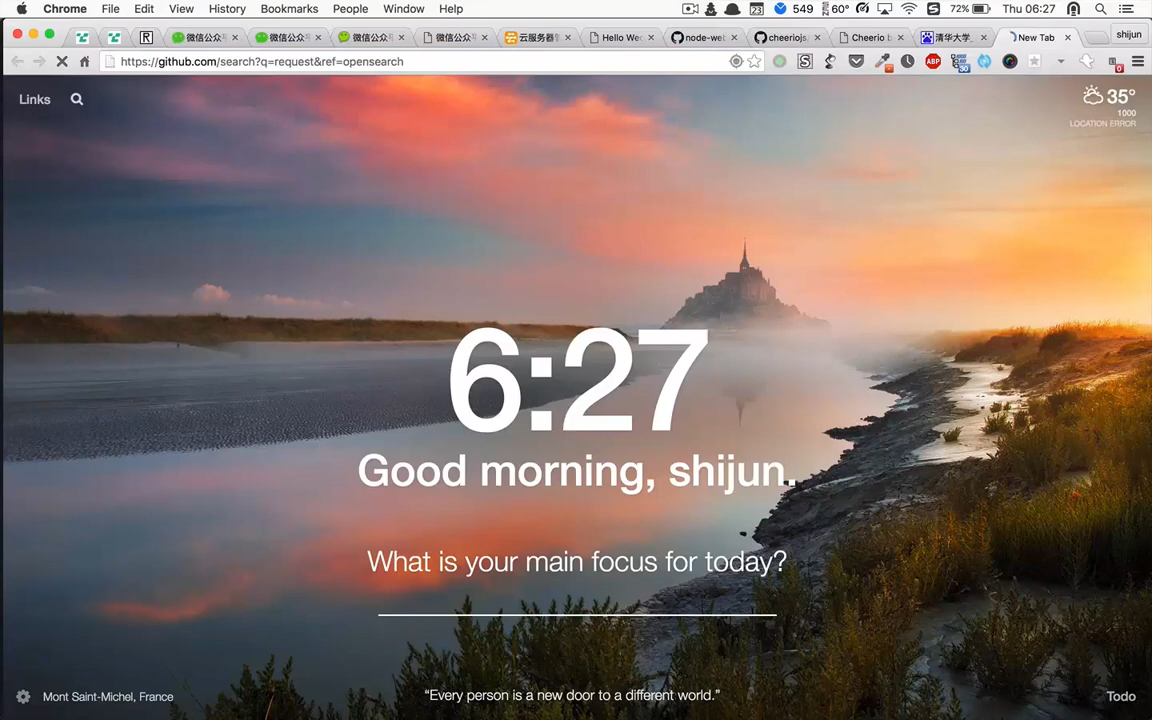 Chrome File Edit View History Bookmarks People Window Help 23 549 60° 72% Thu 06:27
微信公众 微信公众 微信公众 微信公众 云服务器 Hello We node-web cheeriojs Cheerio b 清华大学 New Tab shijun
https://github.com/search?q=request&ref=opensearch
Links
35°
1000
LOCATION ERROR
6:27
Good morning, shijun.
What is your main focus for today?
Mont Saint-Michel, France
“Every person is a new door to a different world.”
Todo